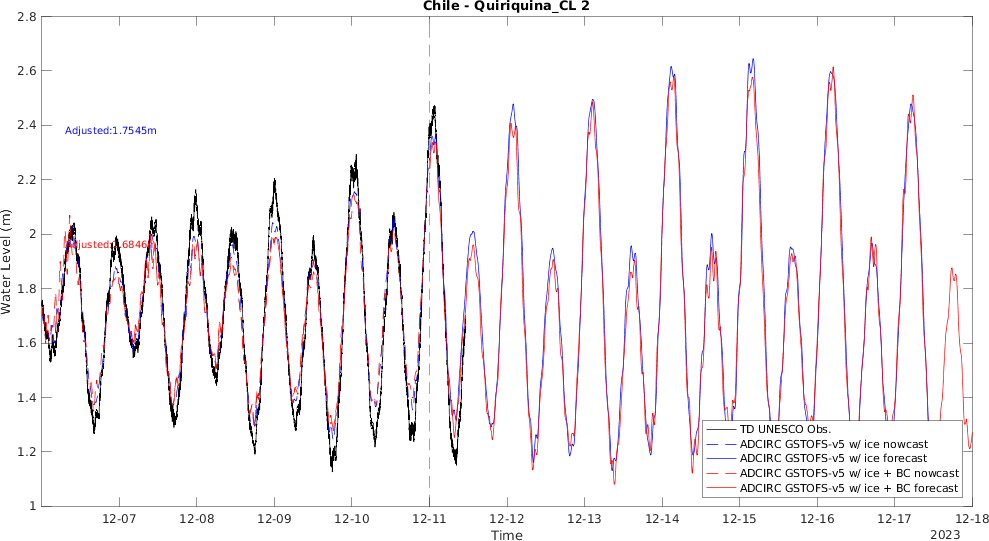 Chile - Quiriquina_CL 2
2.8
2.6
2.4
2.2
2
1.8
1.6
1.4
1.2
1
Water Level (m)
Adjusted:1.7545m
12-07
12-08
12-09
12-10
12-11
12-12
12-13
12-14
12-15
12-16
12-17
12-18
Time
2023
TD UNESCO Obs.
ADCIRC GSTOFS-v5 w/ ice nowcast
ADCIRC GSTOFS-v5 w/ ice forecast
ADCIRC GSTOFS-v5 w/ ice + BC nowcast
ADCIRC GSTOFS-v5 w/ ice + BC forecast